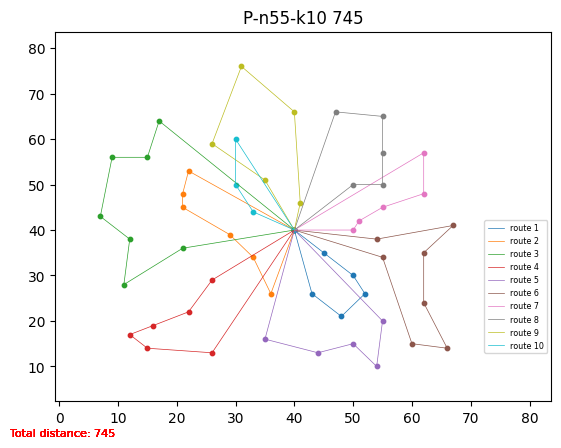 P-n55-k10 745
80
70
60
50
40
30
20
10
0 10 20 30 40 50 60 70 80
route 1
route 2
route 3
route 4
route 5
route 6
route 7
route 8
route 9
route 10
Total distance: 745